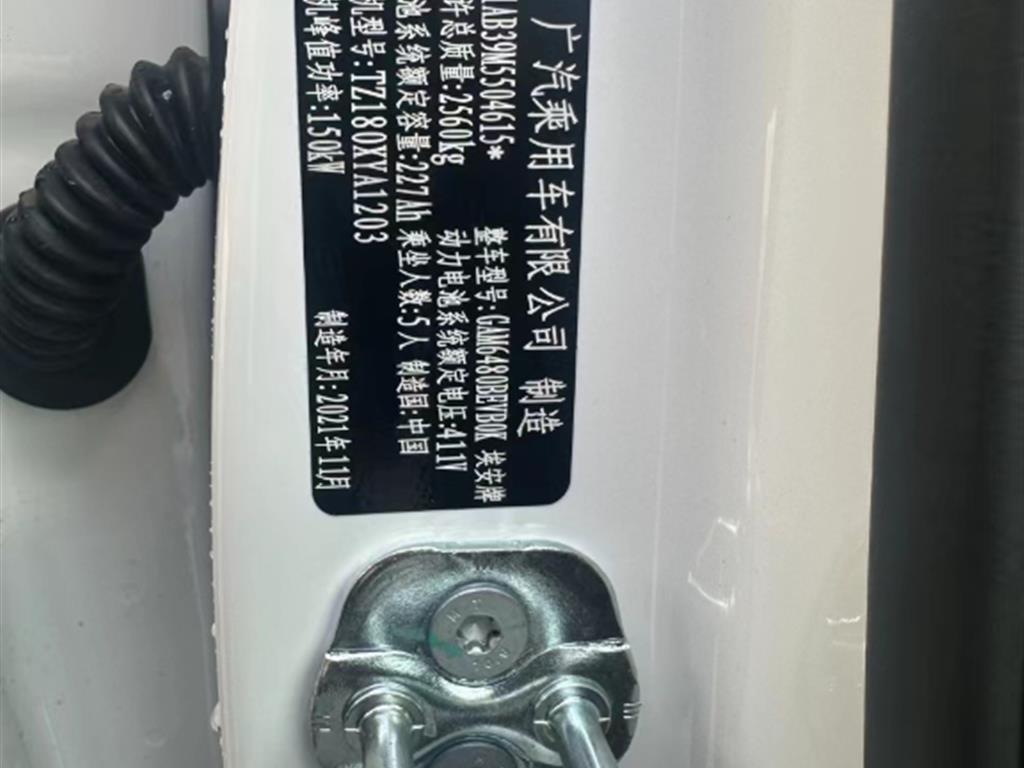 广汽乘用车有限公司 制造
1AB39N5504615* 整车型号:GAM6480BEVB0K 埃安牌
许总质量:2560kg 动力电池系统额定电压:411V
池系统额定容量:227Ah 乘坐人数:5人 制造国:中国
机型号:TZ180XYA1203
机峰值功率:150kW 制造年月:2021年11月